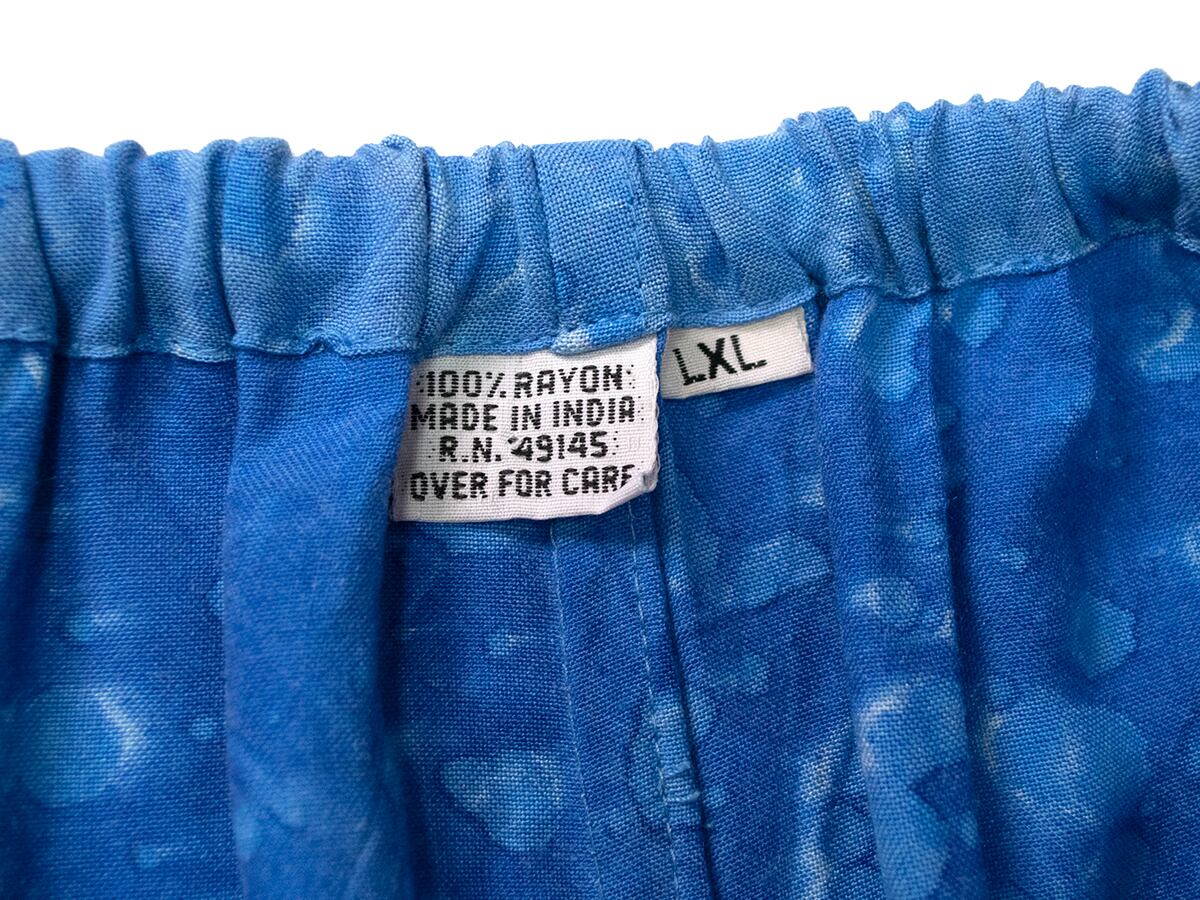 100% RAYON
MADE IN INDIA
R.N. 49145
OVER FOR CARE
LXL